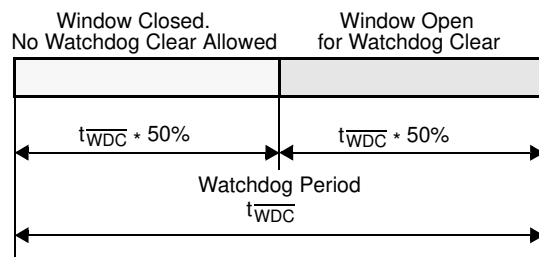 Window Closed.
No Watchdog Clear Allowed
Window Open
for Watchdog Clear
tWDC * 50%
tWDC * 50%
Watchdog Period
tWDC